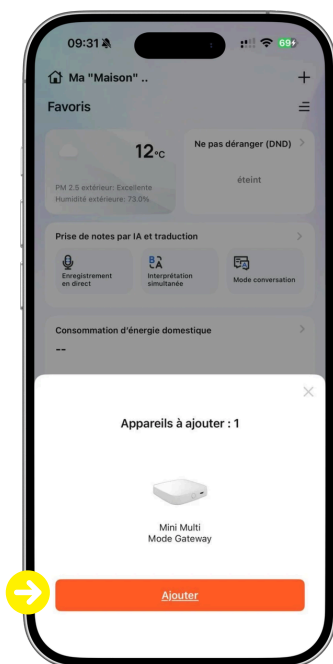 09:31
69
Ma "Maison" ..
Favoris
12°C
PM 2.5 extérieur: Excellente
Humidité extérieure: 73.0%
Ne pas déranger (DND)
éteint
Prise de notes par IA et traduction
Enregistrement
en direct
Interprétation
simultanée
Mode conversation
Consommation d'énergie domestique
--
Appareils à ajouter : 1
Mini Multi
Mode Gateway
Ajouter